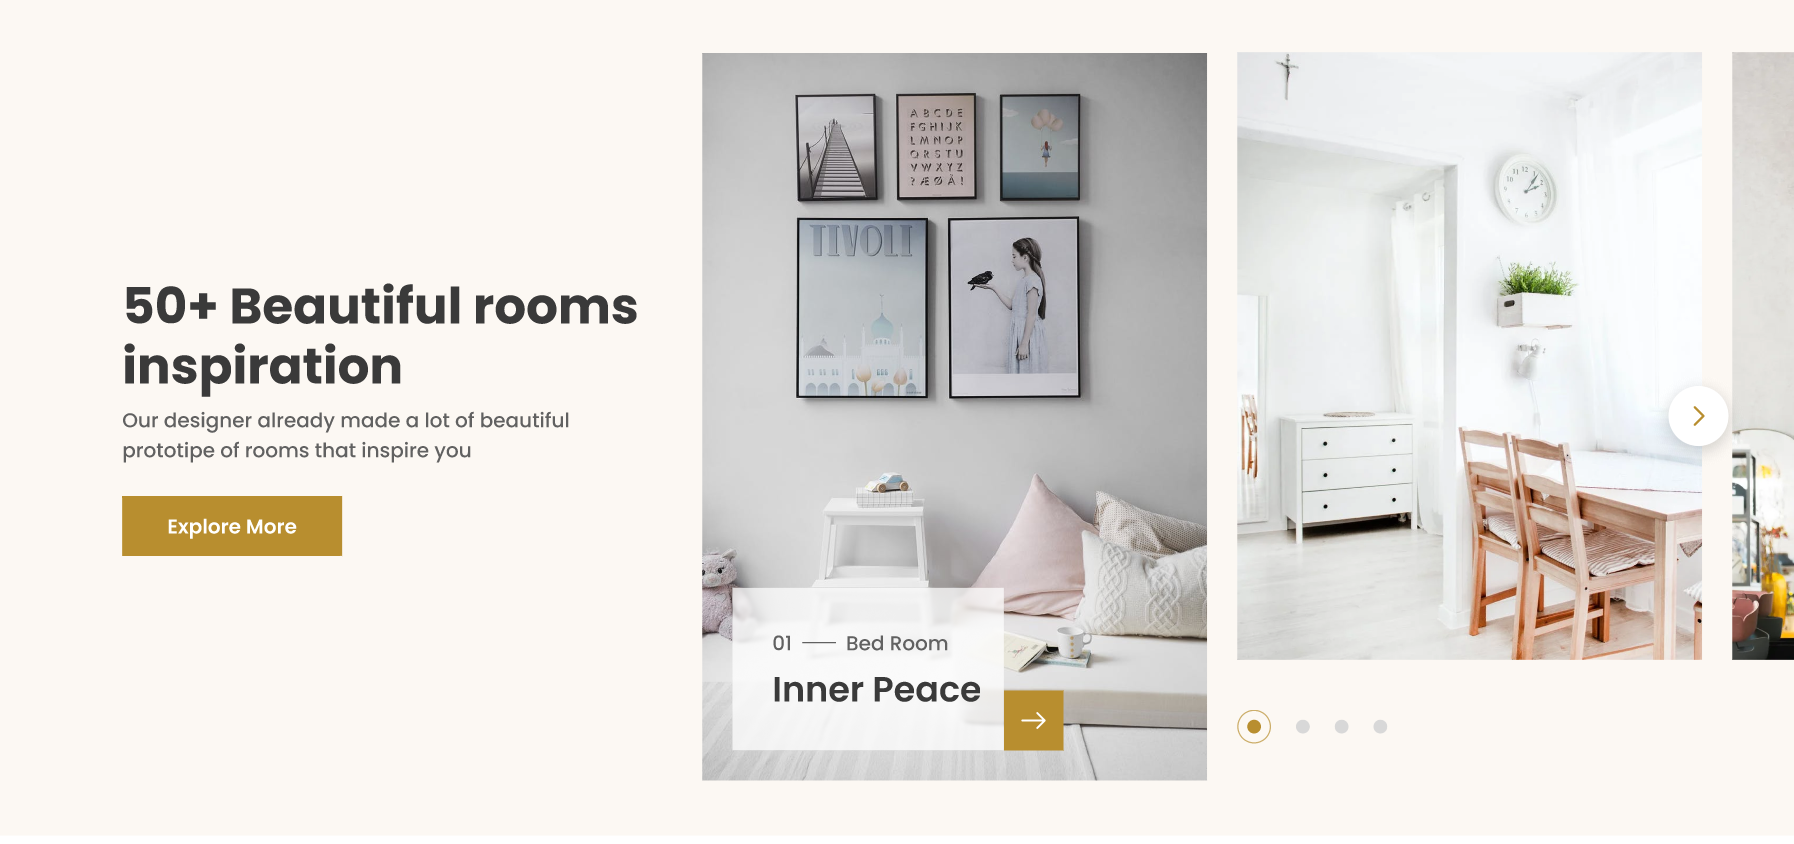 50+ Beautiful rooms
inspiration
Our designer already made a lot of beautiful
prototipe of rooms that inspire you
Explore More
A B C D E
F G H I J K
L M N O P
Q R S T U
V W X Y Z
? Æ Ø Å !
TIVOLI
01 Bed Room
Inner Peace